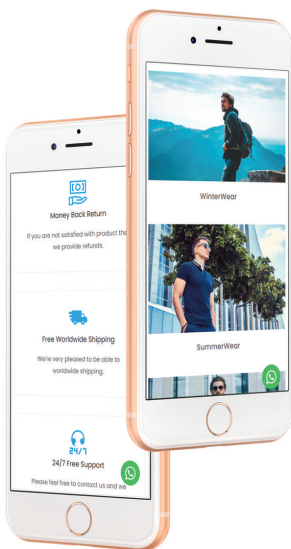 Money Back Return
If you are not satisfied with product the
we provide refunds.
Free Worldwide Shipping
We're very pleased to be able to
worldwide shipping.
24/7
24/7 Free Support
Please feel free to contact us and we
WinterWear
SummerWear